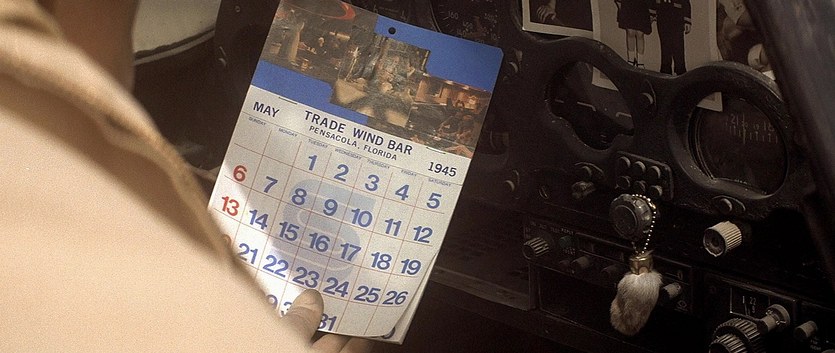 MAY
TRADE WIND BAR
PENSACOLA, FLORIDA
1945
SUNDAY MONDAY TUESDAY WEDNESDAY THURSDAY FRIDAY SATURDAY
1 2 3 4 5
6 7 8 9 10 11 12
13 14 15 16 17 18 19
21 22 23 24 25 26
31